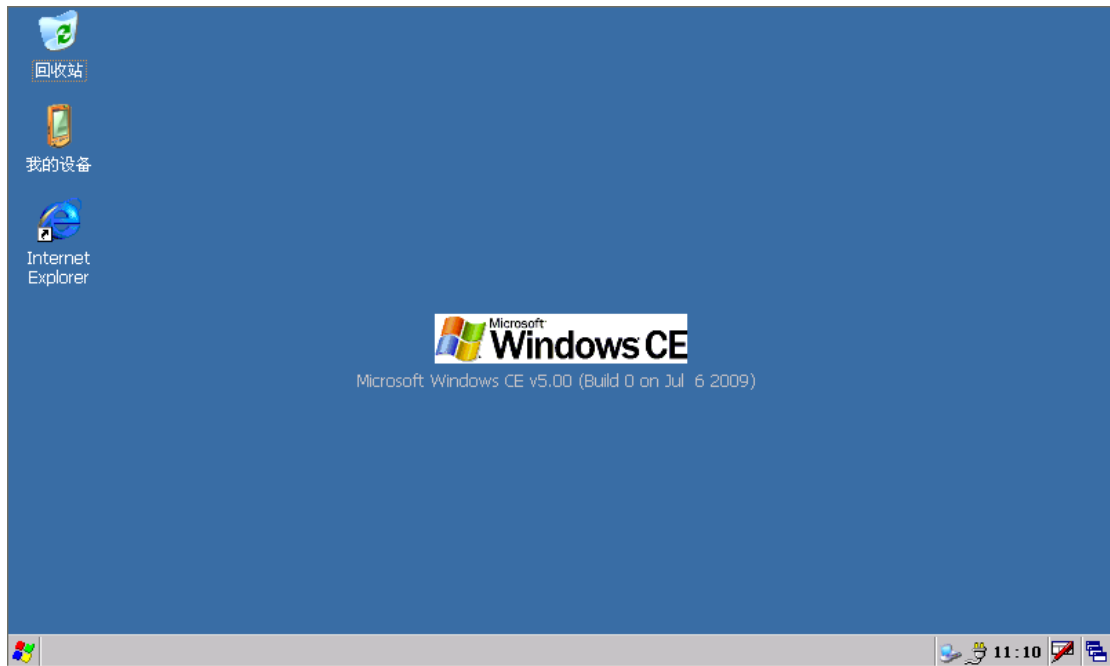 回收站
我的设备
Internet
Explorer
Microsoft
Windows CE
Microsoft Windows CE v5.00 (Build 0 on Jul 6 2009)
11:10